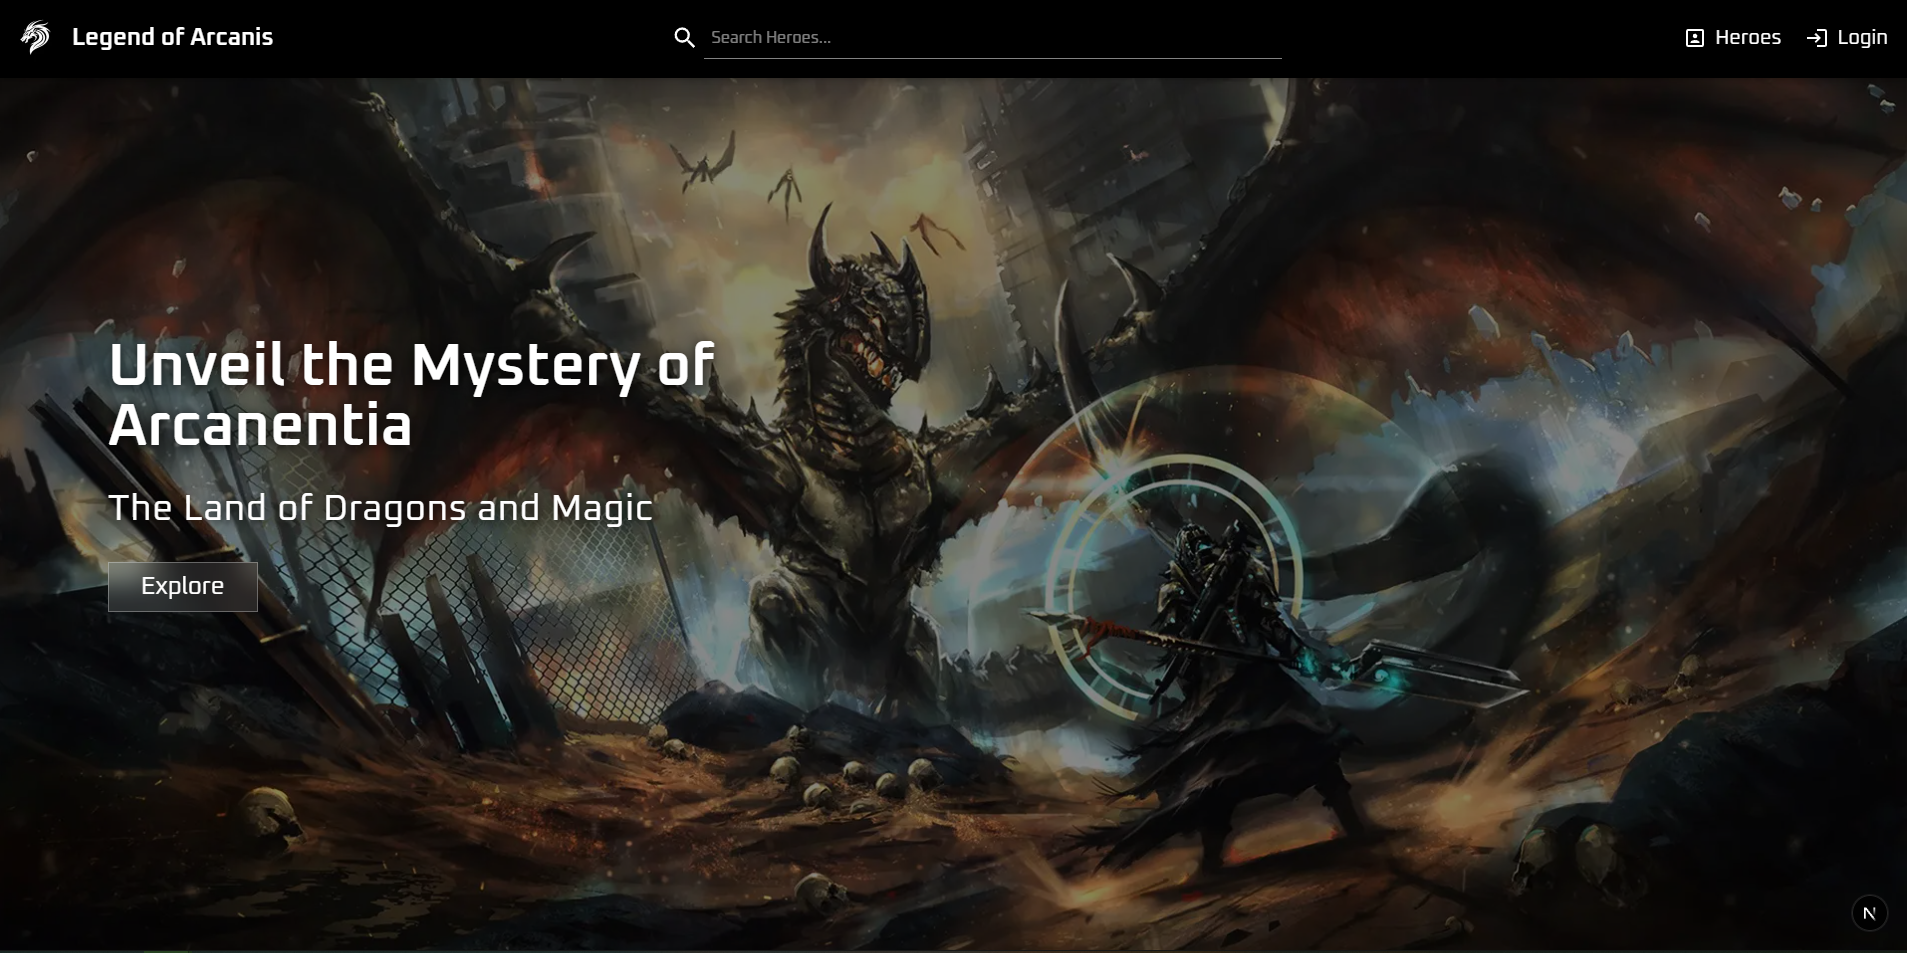 Legend of Arcanis
Search Heroes...
Heroes
Login
Unveil the Mystery of
Arcanentia
The Land of Dragons and Magic
Explore
N